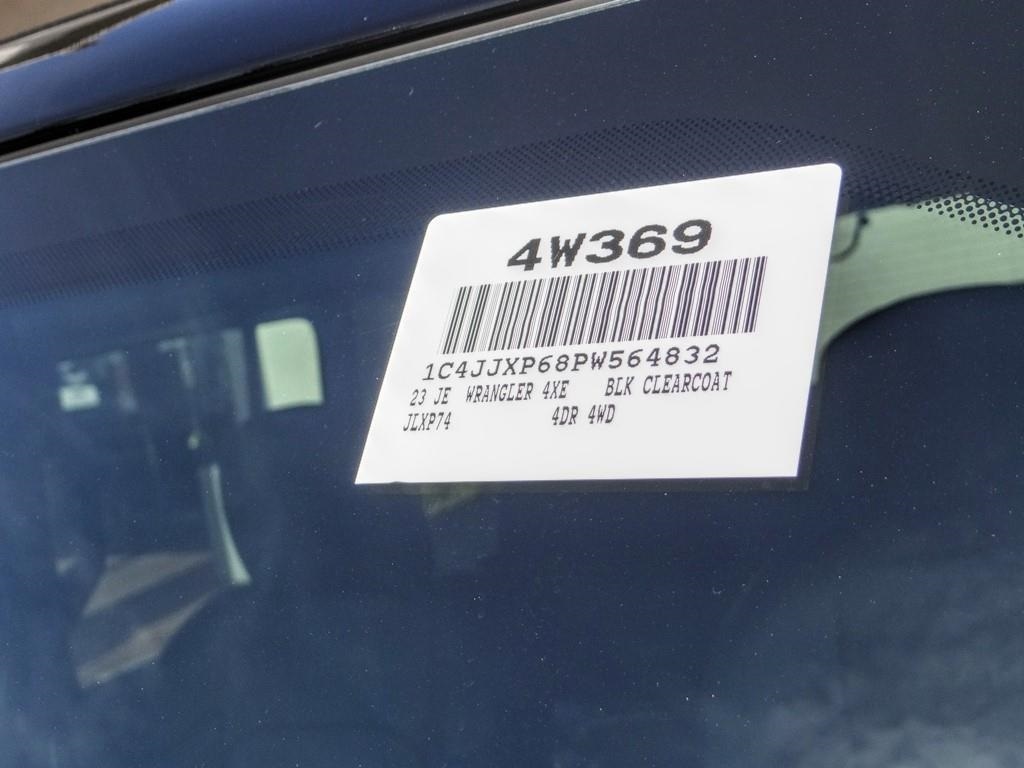 4W369
1C4JJXP68PW564832
23 JE WRANGLER 4XE BLK CLEARCOAT
JLXP74 4DR 4WD